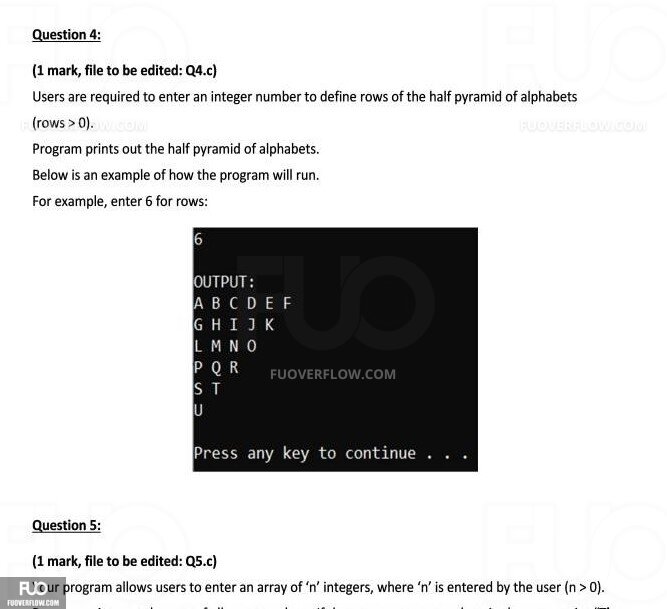 Question 4:
(1 mark, file to be edited: Q4.c)
Users are required to enter an integer number to define rows of the half pyramid of alphabets
(rows > 0).
FUOVERFLOW.COM
FUOVERFLOW.COM
Program prints out the half pyramid of alphabets.
Below is an example of how the program will run.
For example, enter 6 for rows:
6
OUTPUT:
A B C D E F
G H I J K
L M N O
P Q R
FUOVERFLOW.COM
S T
U
Press any key to continue . . .
FUO
Question 5:
(1 mark, file to be edited: Q5.c)
Your program allows users to enter an array of ‘n’ integers, where ‘n’ is entered by the user (n > 0).
FUO
FUOVERFLOW.COM